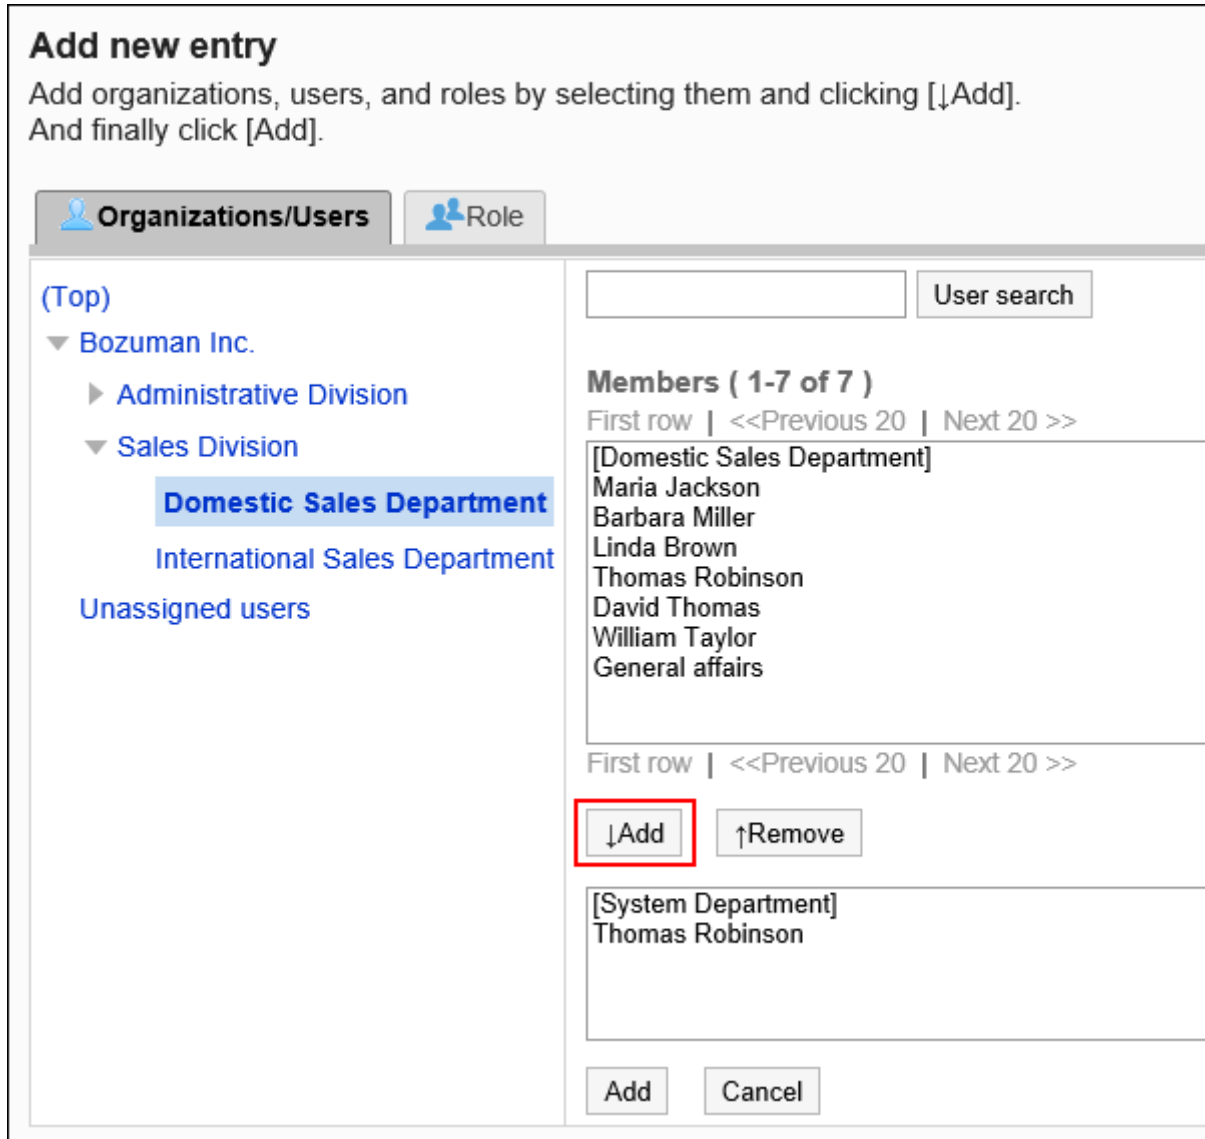 Add new entry
Add organizations, users, and roles by selecting them and clicking [↓Add].
And finally click [Add].
Organizations/Users
Role
(Top)
Bozuman Inc.
Administrative Division
Sales Division
Domestic Sales Department
International Sales Department
Unassigned users
User search
Members ( 1-7 of 7 )
First row | <<Previous 20 | Next 20 >>
[Domestic Sales Department]
Maria Jackson
Barbara Miller
Linda Brown
Thomas Robinson
David Thomas
William Taylor
General affairs
First row | <<Previous 20 | Next 20 >>
↓Add ↑Remove
[System Department]
Thomas Robinson
Add Cancel